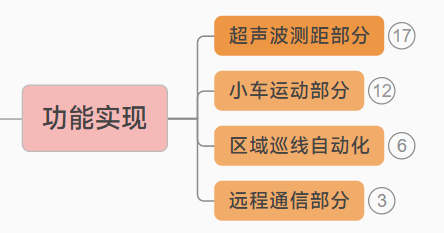 功能实现
超声波测距部分 17
小车运动部分 12
区域巡线自动化 6
远程通信部分 3